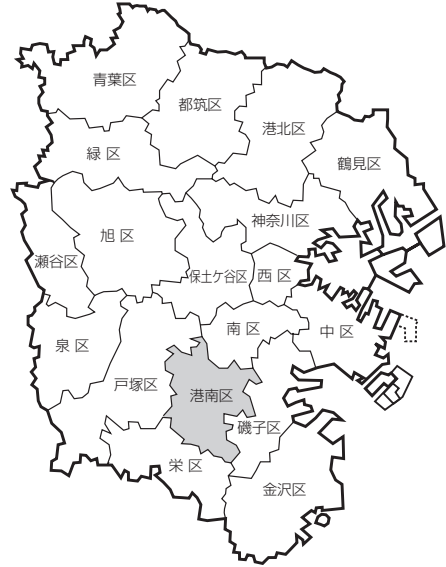 青葉区
都筑区
港北区
緑 区
鶴見区
神奈川区
旭 区
瀬谷区
保土ケ谷区
西 区
南 区
中 区
泉 区
戸塚区
港南区
磯子区
栄 区
金沢区